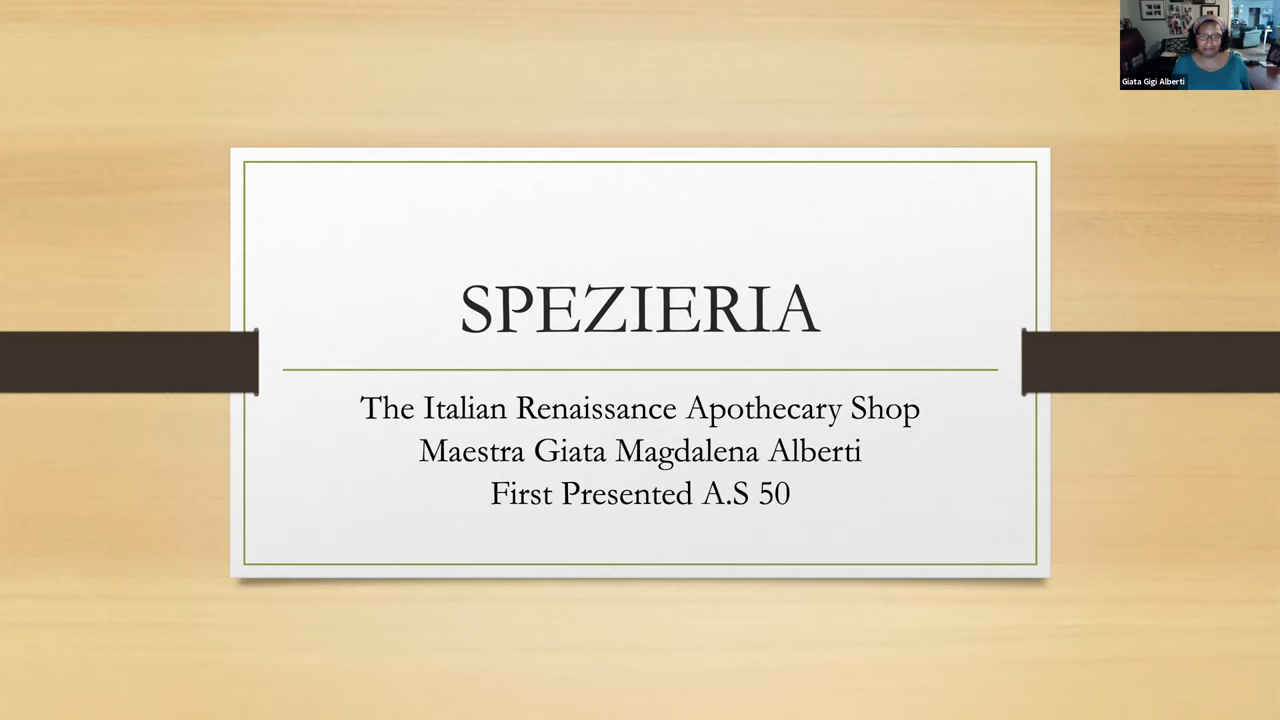 Giata Gigi Alberti
SPEZIERIA
The Italian Renaissance Apothecary Shop
Maestra Giata Magdalena Alberti
First Presented A.S 50